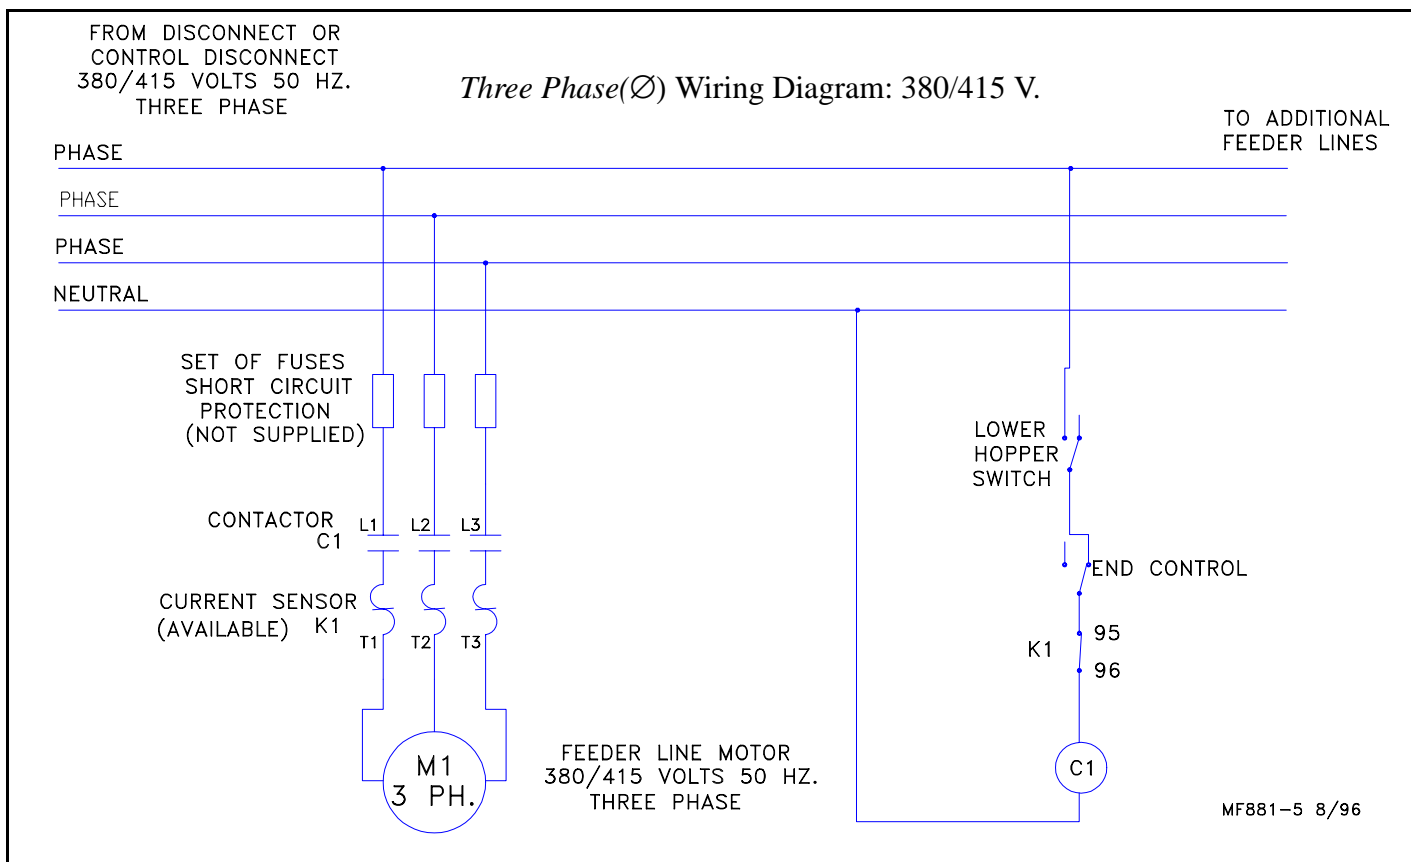 FROM DISCONNECT OR
CONTROL DISCONNECT
380/415 VOLTS 50 HZ.
THREE PHASE
Three Phase(∅) Wiring Diagram: 380/415 V.
TO ADDITIONAL
FEEDER LINES
PHASE
PHASE
PHASE
NEUTRAL
SET OF FUSES
SHORT CIRCUIT
PROTECTION
(NOT SUPPLIED)
LOWER
HOPPER
SWITCH
CONTACTOR
C1
L1
L2
L3
END CONTROL
CURRENT SENSOR
(AVAILABLE) K1
T1
T2
T3
K1
95
96
M1
3 PH.
FEEDER LINE MOTOR
380/415 VOLTS 50 HZ.
THREE PHASE
C1
MF881-5 8/96